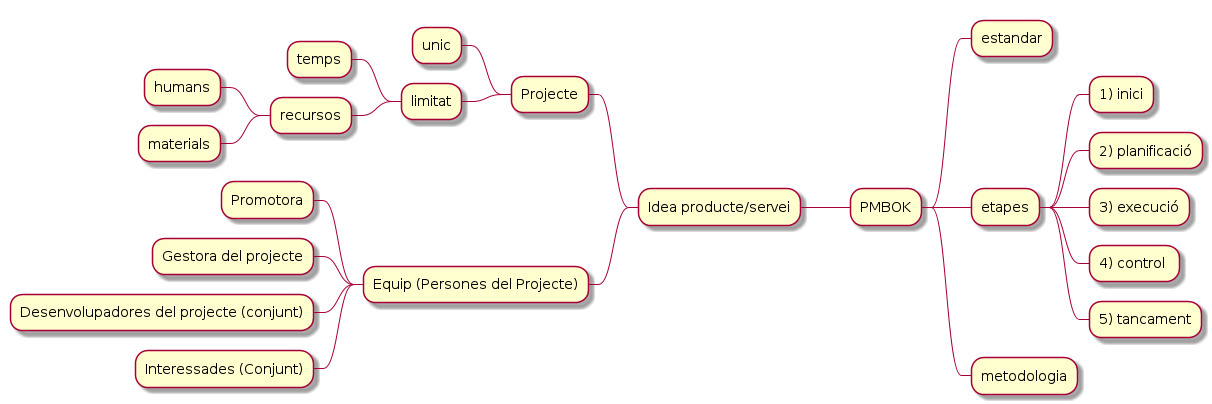 Idea producte/servei
PMBOK
estandar
etapes
1) inici
2) planificació
3) execució
4) control
5) tancament
metodologia
Projecte
unic
limitat
temps
recursos
humans
materials
Equip (Persones del Projecte)
Promotora
Gestora del projecte
Desenvolupadores del projecte (conjunt)
Interessades (Conjunt)